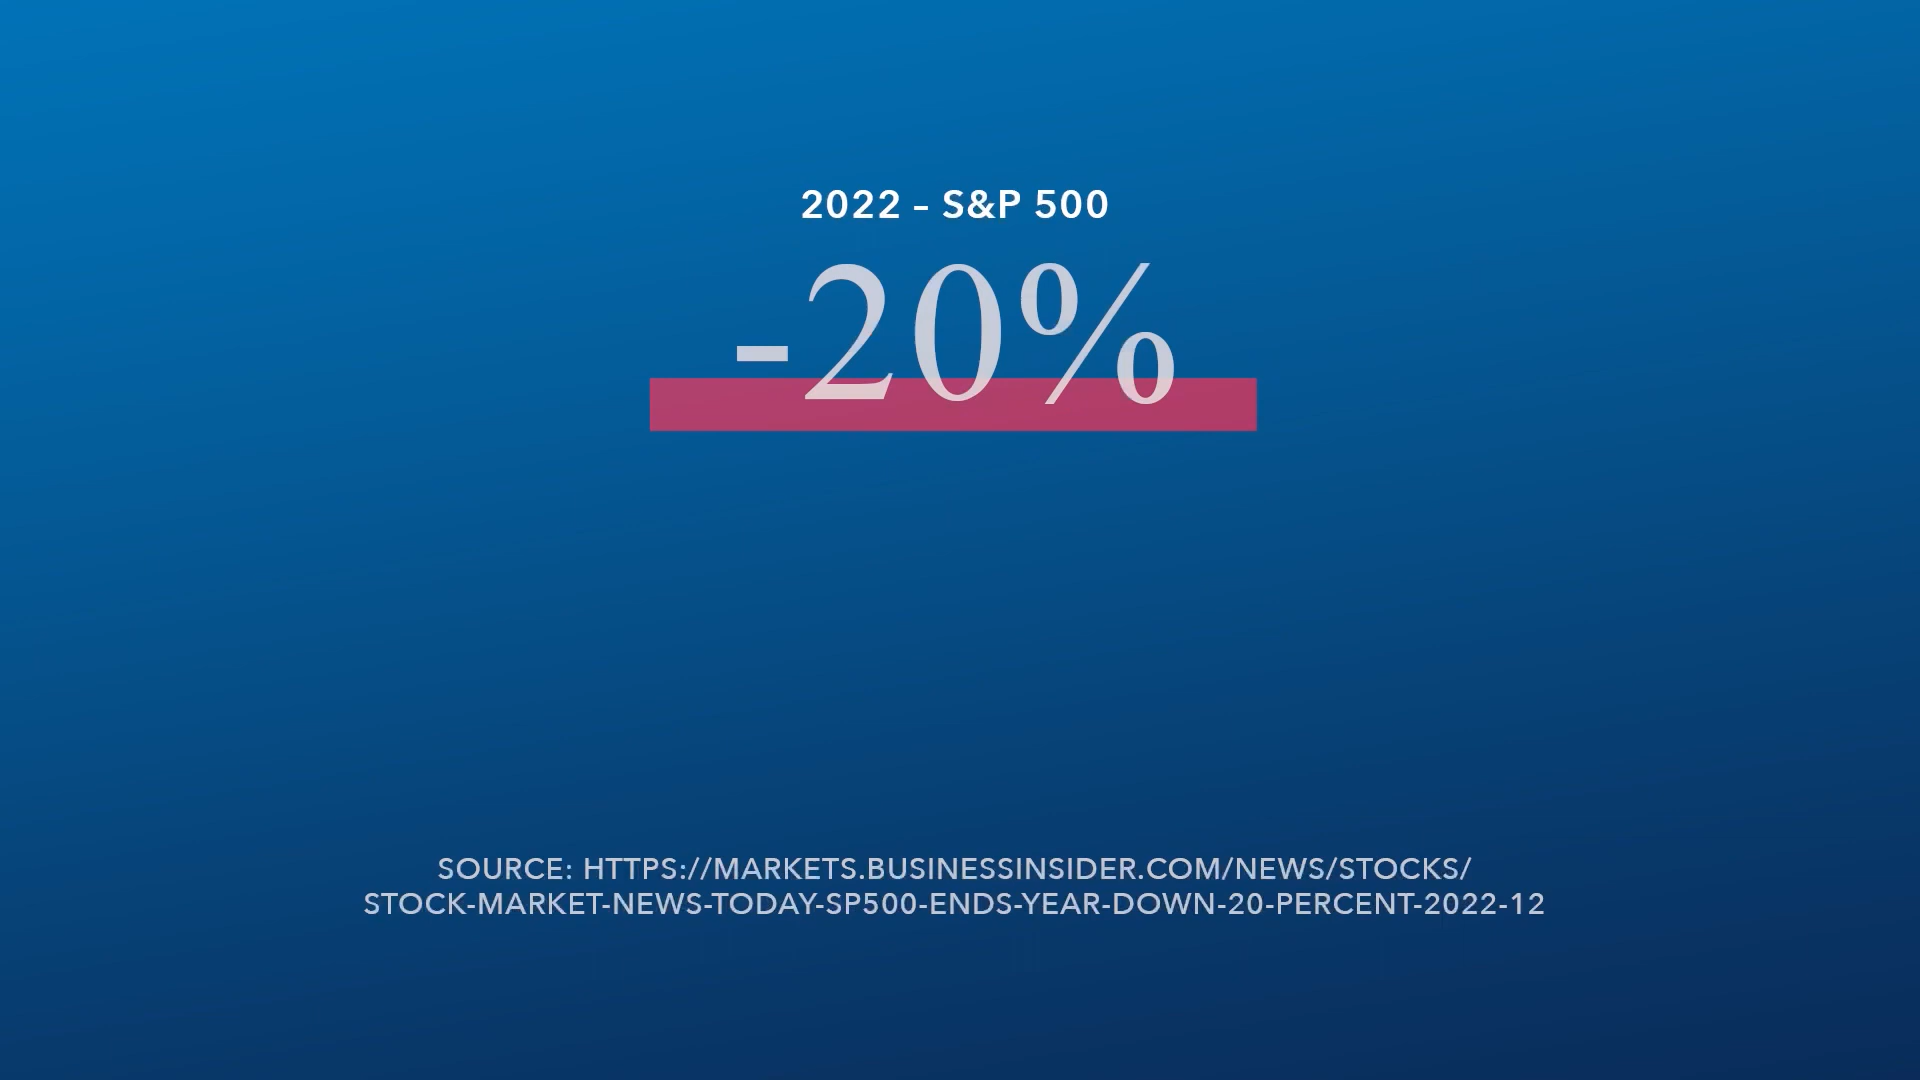 2022 – S&P 500
-20%
SOURCE: HTTPS://MARKETS.BUSINESSINSIDER.COM/NEWS/STOCKS/
STOCK-MARKET-NEWS-TODAY-SP500-ENDS-YEAR-DOWN-20-PERCENT-2022-12